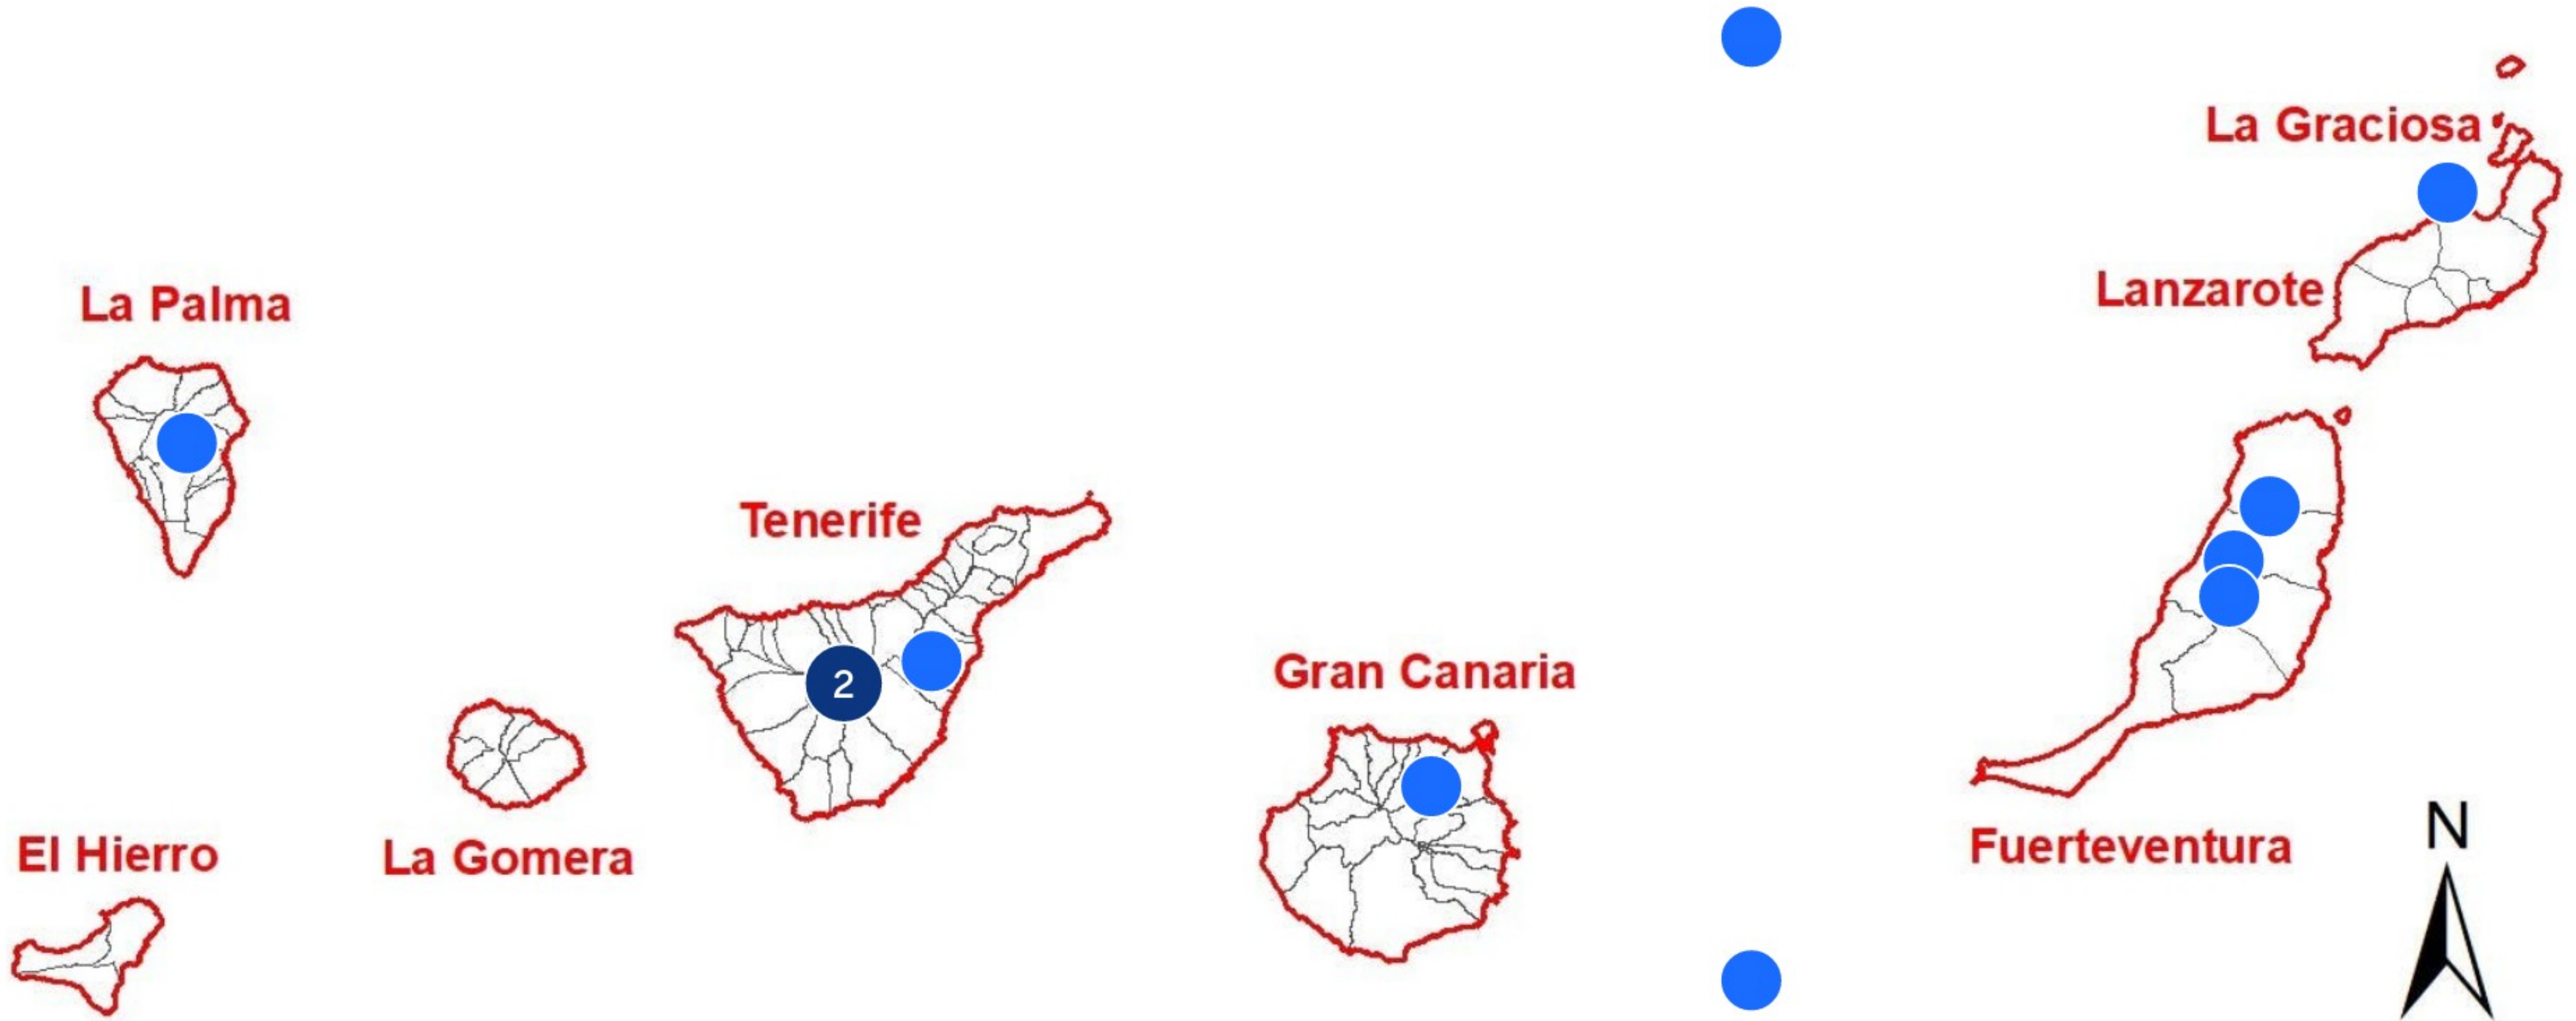 La Graciosa
Lanzarote
La Palma
Tenerife
2
Gran Canaria
El Hierro
La Gomera
Fuerteventura
N